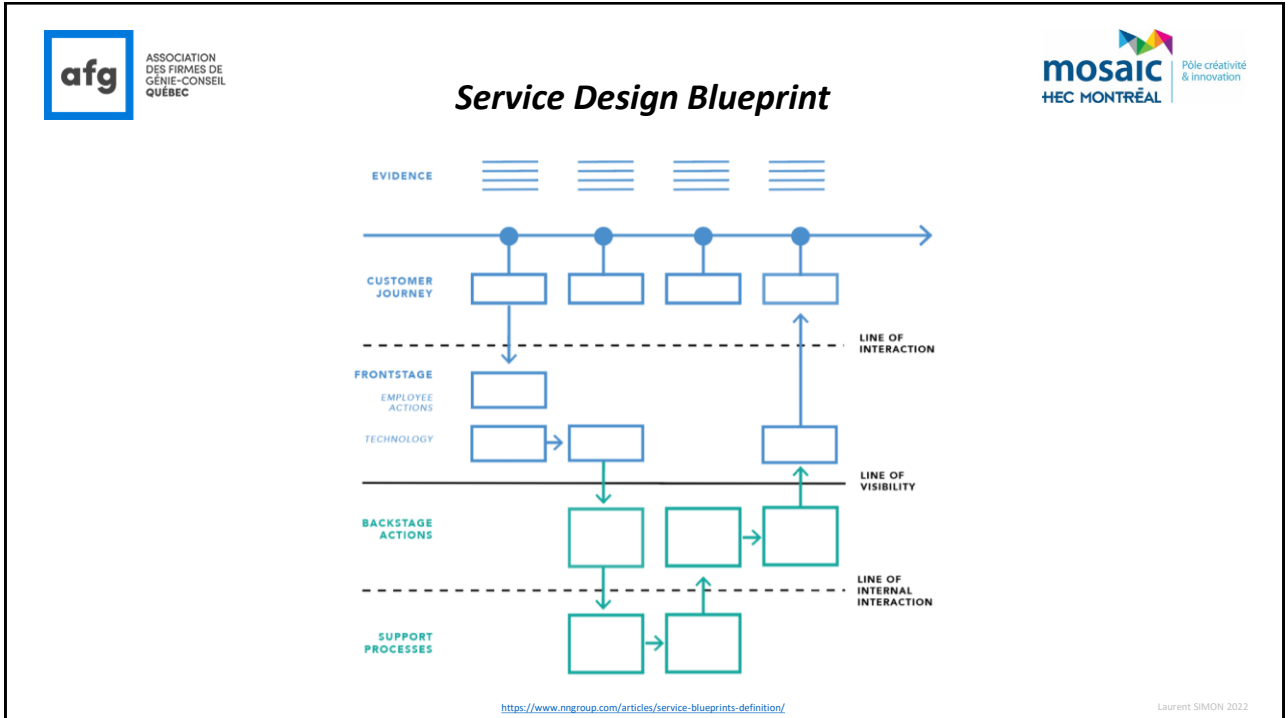 afg
ASSOCIATION
DES FIRMES DE
GÉNIE-CONSEIL
QUÉBEC
mosaic
HEC MONTRÉAL
Pôle créativité
& innovation
Service Design Blueprint
EVIDENCE
CUSTOMER
JOURNEY
LINE OF
INTERACTION
FRONTSTAGE
EMPLOYEE
ACTIONS
TECHNOLOGY
LINE OF
VISIBILITY
BACKSTAGE
ACTIONS
LINE OF
INTERNAL
INTERACTION
SUPPORT
PROCESSES
https://www.nngroup.com/articles/service-blueprints-definition/
Laurent SIMON 2022